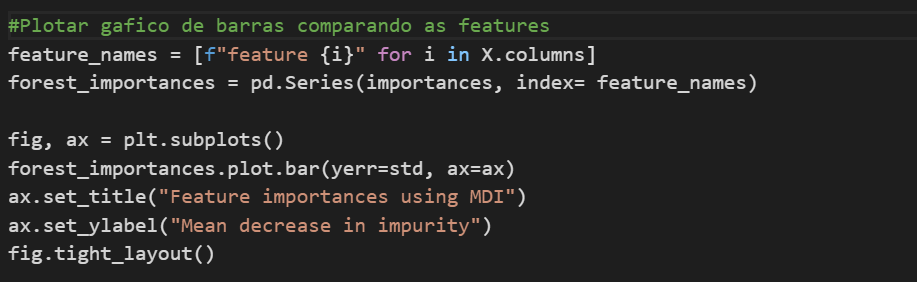 #Plotar gafico de barras comparando as features
feature_names = [f"feature {i}" for i in X.columns]
forest_importances = pd.Series(importances, index= feature_names)
fig, ax = plt.subplots()
forest_importances.plot.bar(yerr=std, ax=ax)
ax.set_title("Feature importances using MDI")
ax.set_ylabel("Mean decrease in impurity")
fig.tight_layout()